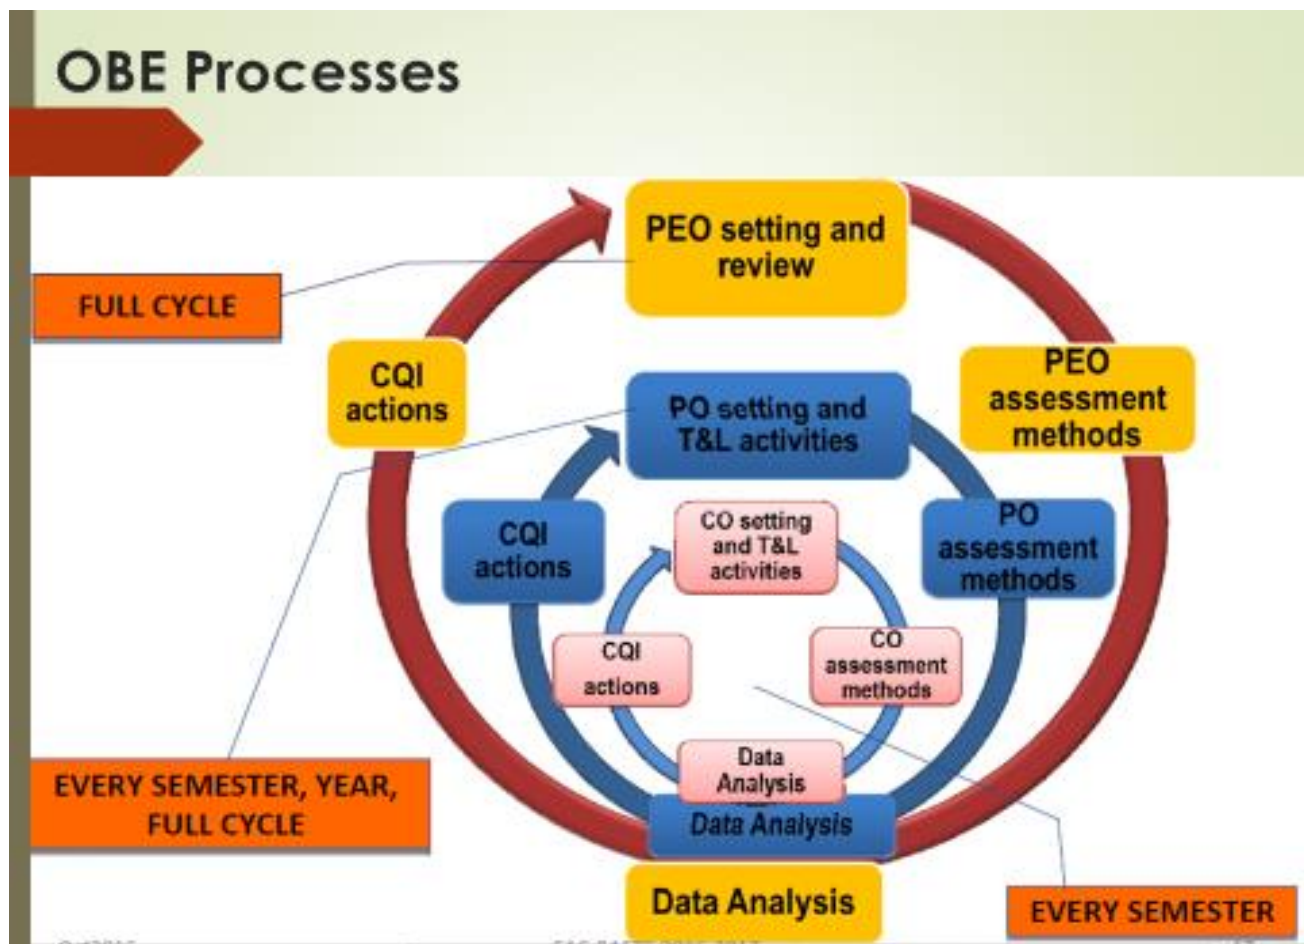 OBE Processes
PEO setting and
review
FULL CYCLE
CQI
actions
PEO
assessment
methods
PO setting and
T&L activities
CQI
actions
PO
assessment
methods
CO setting
and T&L
activities
CQI
actions
CO
assessment
methods
Data
Analysis
Data Analysis
Data Analysis
EVERY SEMESTER, YEAR,
FULL CYCLE
EVERY SEMESTER